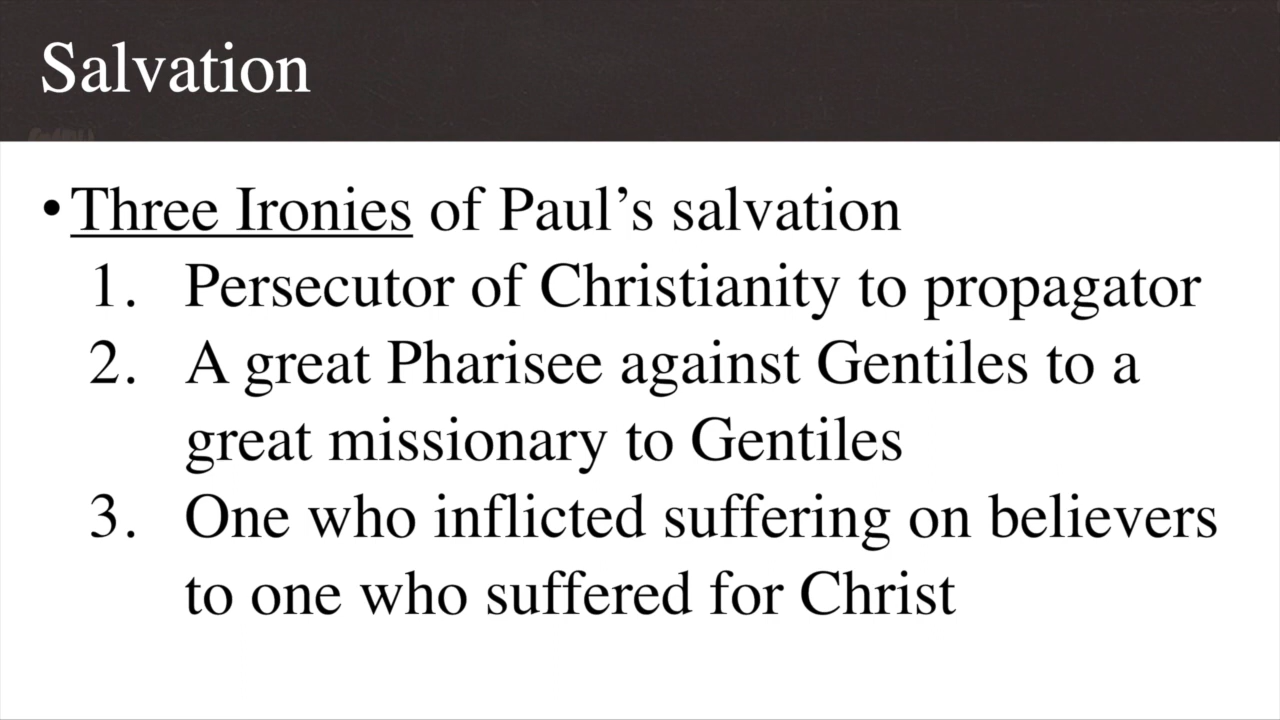 Salvation
• Three Ironies of Paul’s salvation
1. Persecutor of Christianity to propagator
2. A great Pharisee against Gentiles to a
great missionary to Gentiles
3. One who inflicted suffering on believers
to one who suffered for Christ